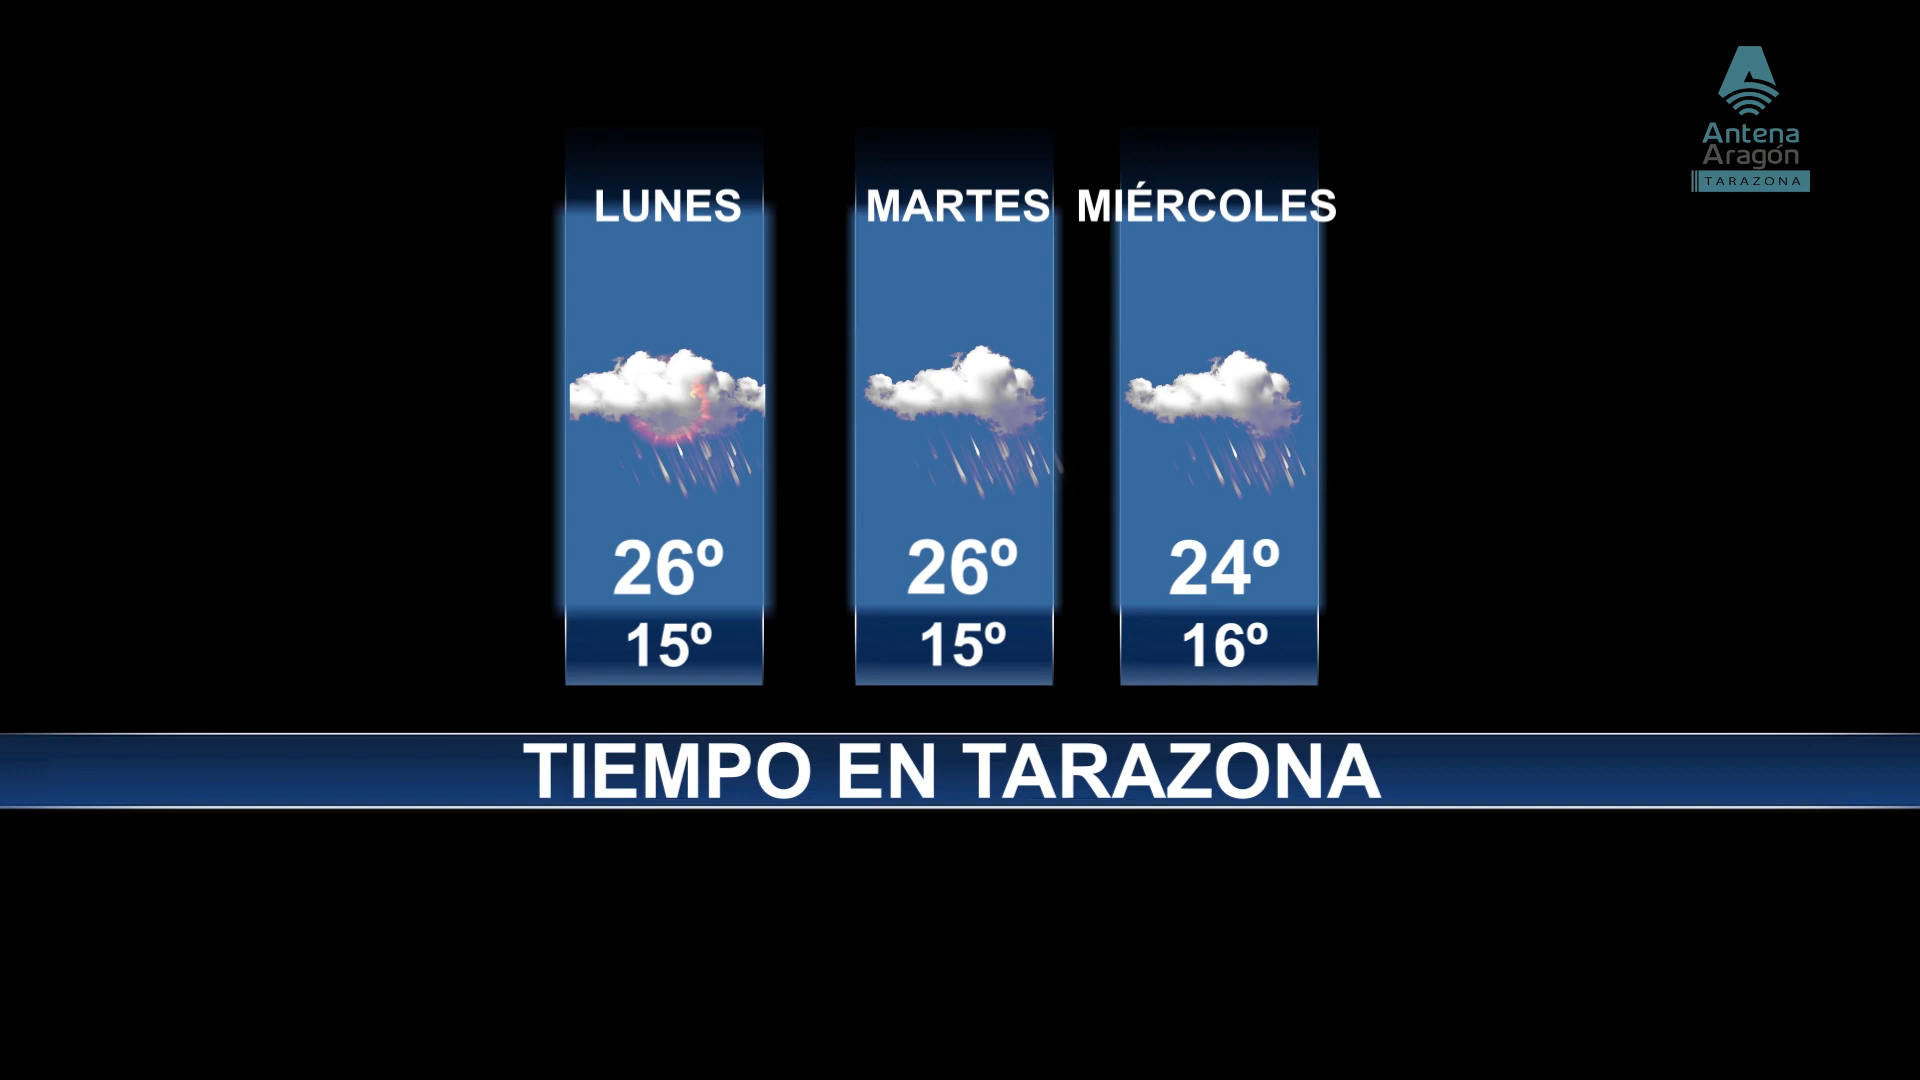 Antena
Aragón
TARAZONA
LUNES
MARTES
MIÉRCOLES
26º
26º
24º
15º
15º
16º
TIEMPO EN TARAZONA